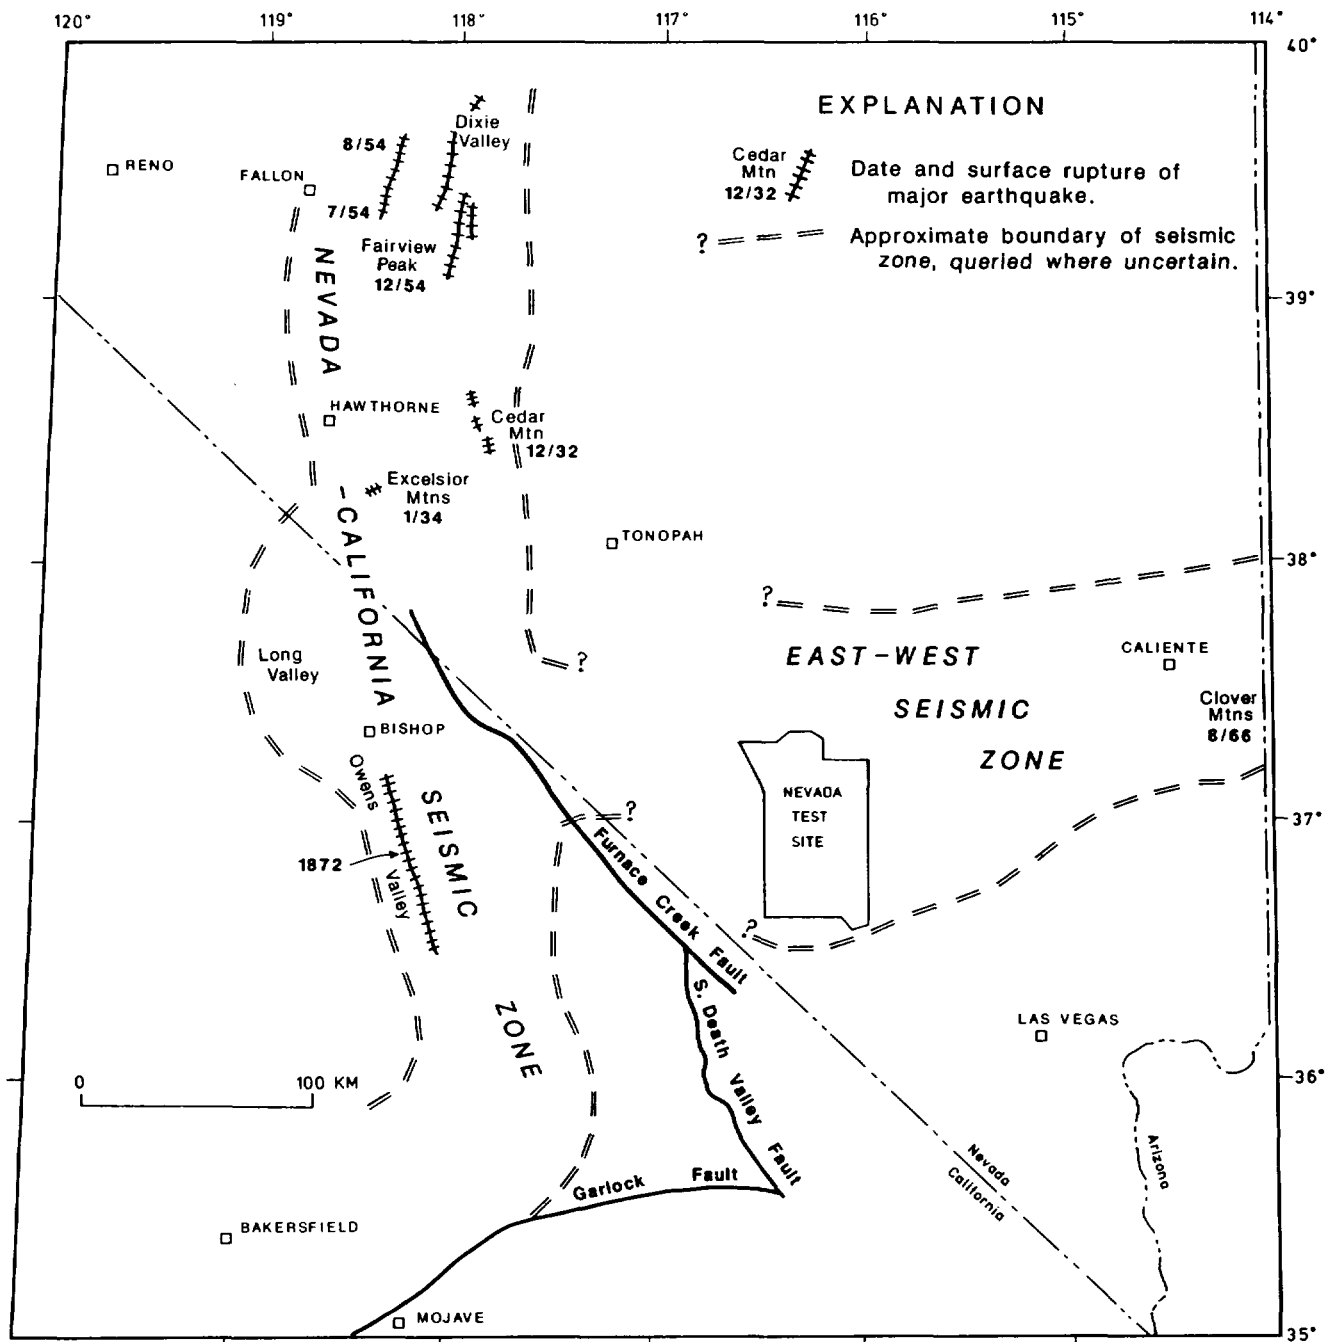 120° 119° 118° 117° 116° 115° 114°
40°
EXPLANATION
Cedar
Mtn
12/32
Date and surface rupture of
major earthquake.
?
Approximate boundary of seismic
zone, queried where uncertain.
Dixie
Valley
8/54
RENO
FALLON
7/54
Fairview
Peak
12/54
39°
NEVADA
HAWTHORNE
Cedar
Mtn
12/32
Excelsior
Mtns
1/34
-CALIFORNIA
TONOPAH
38°
?
?
EAST-WEST
SEISMIC
ZONE
CALIENTE
Clover
Mtns
8/66
Long
Valley
BISHOP
Owens
Valley
1872
SEISMIC
ZONE
NEVADA
TEST
SITE
?
37°
Furnace Creek Fault
?
S. Death Valley Fault
LAS VEGAS
36°
0 100 KM
Nevada
California
Arizona
Garlock Fault
BAKERSFIELD
MOJAVE
35°